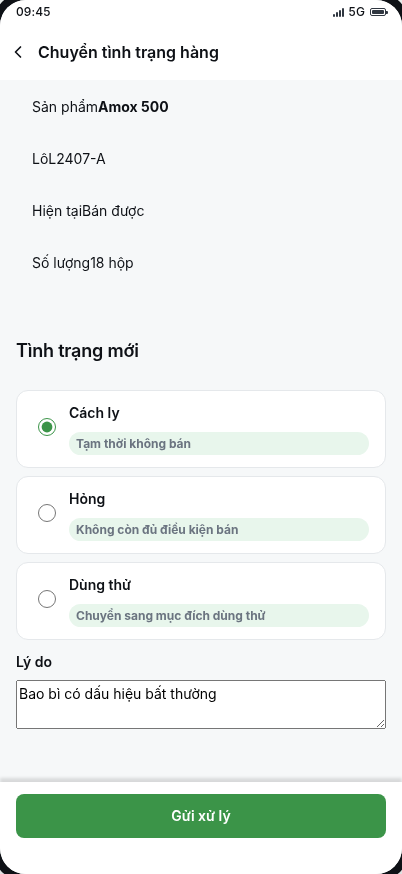 09:45 5G
Chuyển tình trạng hàng
Sản phẩmAmox 500
LôL2407-A
Hiện tạiBán được
Số lượng18 hộp
Tình trạng mới
Cách ly
Tạm thời không bán
Hỏng
Không còn đủ điều kiện bán
Dùng thử
Chuyển sang mục đích dùng thử
Lý do
Bao bì có dấu hiệu bất thường
Gửi xử lý